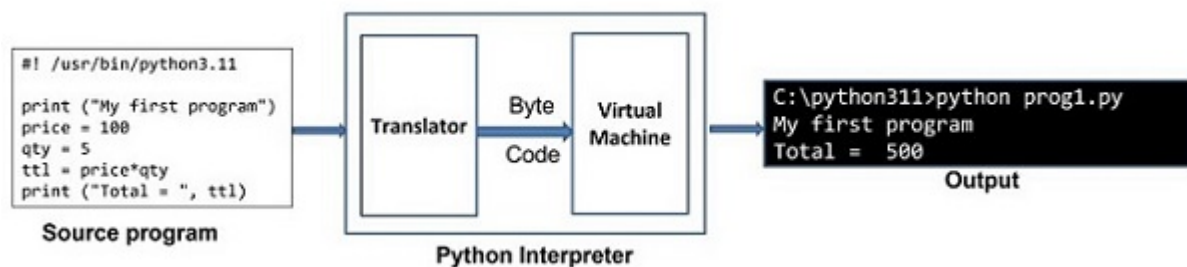 #! /usr/bin/python3.11
print ("My first program")
price = 100
qty = 5
ttl = price*qty
print ("Total = ", ttl)
Source program
Translator
Byte
Code
Virtual
Machine
Python Interpreter
C:\python311>python prog1.py
My first program
Total =  500
Output